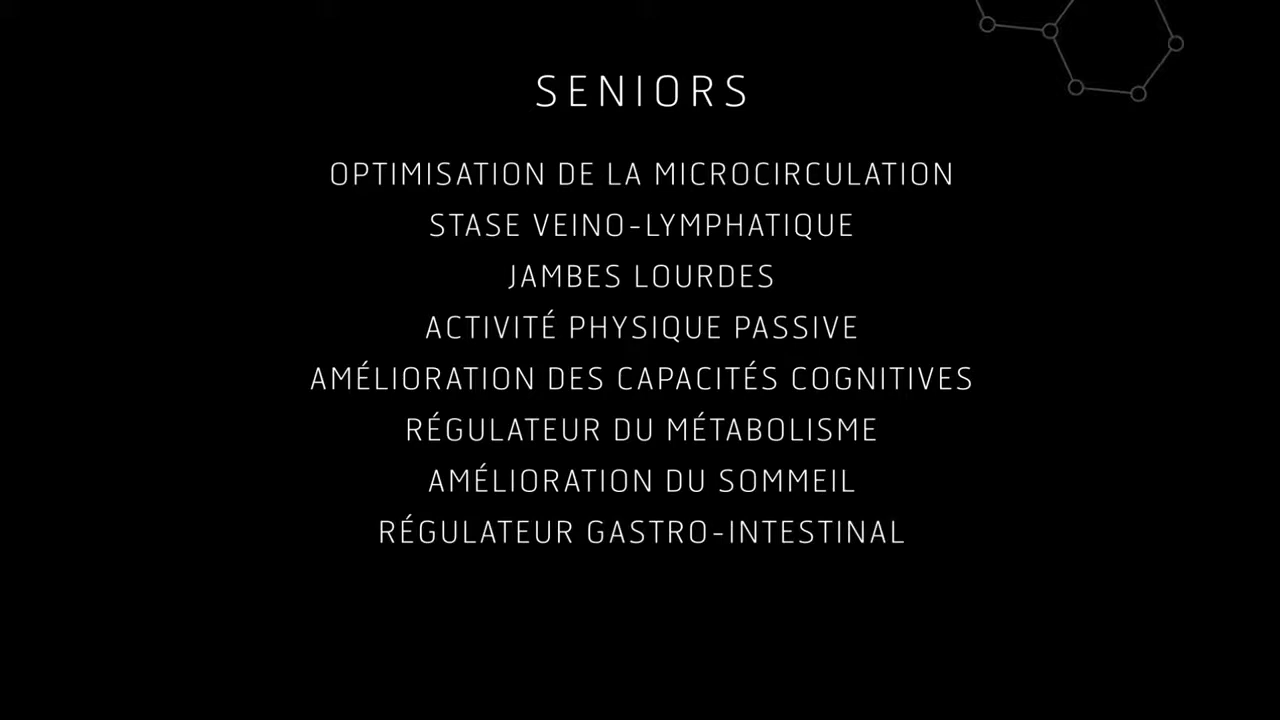 SENIORS
OPTIMISATION DE LA MICROCIRCULATION
STASE VEINO-LYMPHATIQUE
JAMBES LOURDES
ACTIVITÉ PHYSIQUE PASSIVE
AMÉLIORATION DES CAPACITÉS COGNITIVES
RÉGULATEUR DU MÉTABOLISME
AMÉLIORATION DU SOMMEIL
RÉGULATEUR GASTRO-INTESTINAL